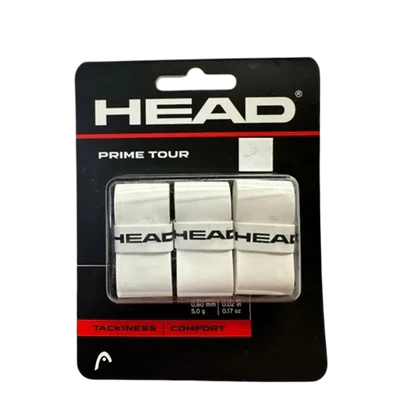 HEAD®
PRIME TOUR
HEAD HEAD HEAD
0,60 mm 0.02 in
5,0 g 0.17 oz
TACKINESS COMFORT